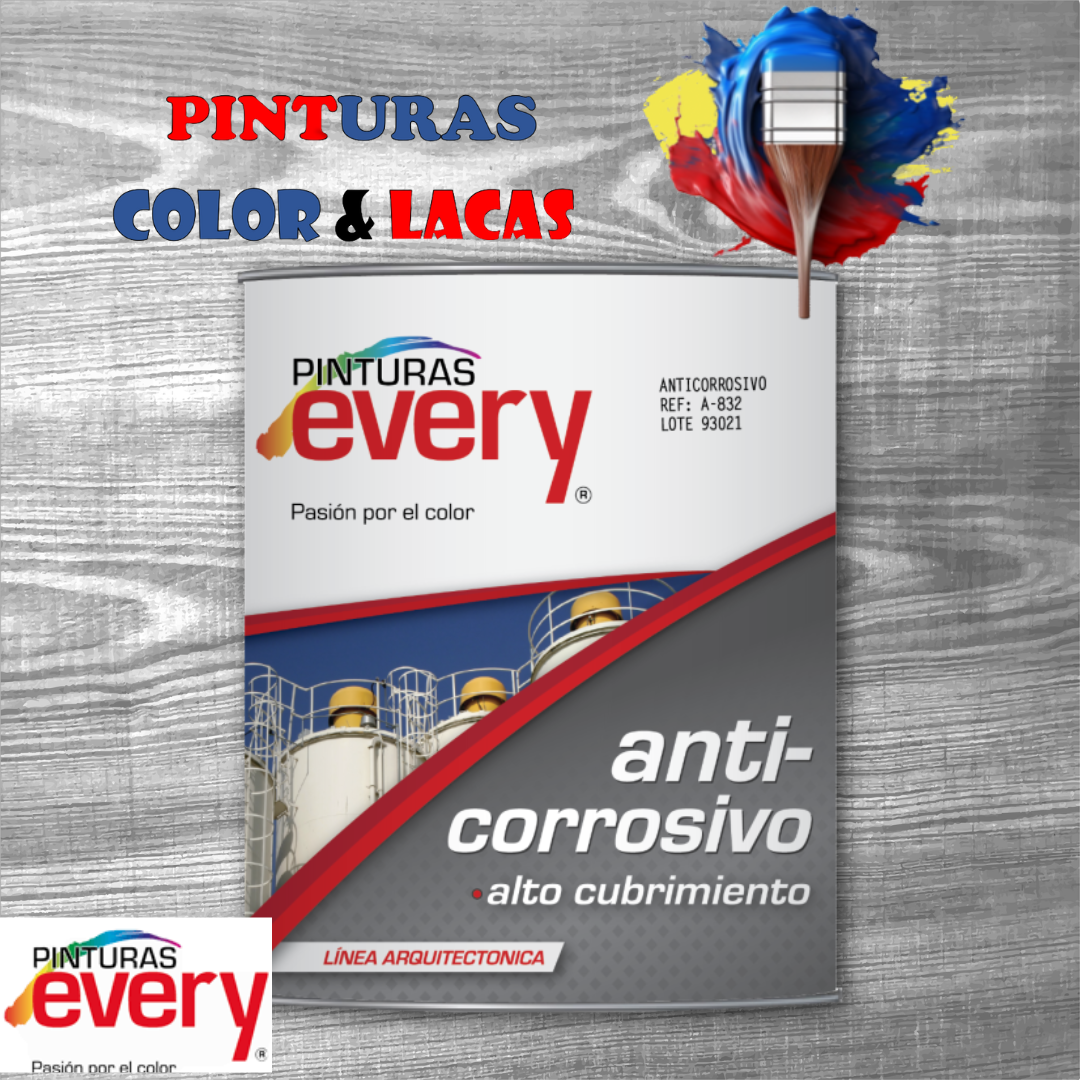 PINTURAS
COLOR & LACAS
PINTURAS
every®
Pasión por el color
ANTICORROSIVO
REF: A-832
LOTE 93021
anti-
corrosivo
•alto cubrimiento
LÍNEA ARQUITECTONICA
PINTURAS
every®
Pasión por el color